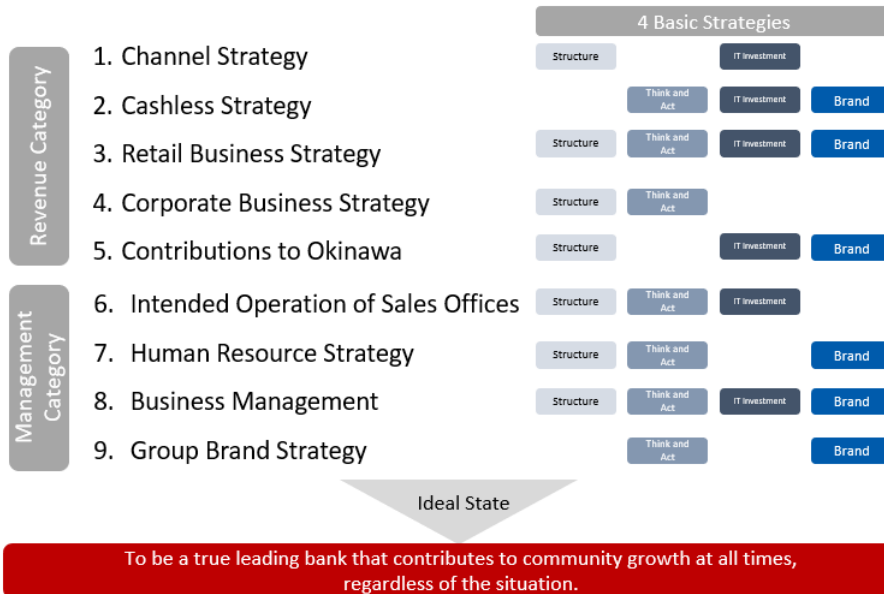 4 Basic Strategies
Revenue Category
1. Channel Strategy
Structure
IT Investment
2. Cashless Strategy
Think and
Act
IT Investment
Brand
3. Retail Business Strategy
Structure
Think and
Act
IT Investment
Brand
4. Corporate Business Strategy
Structure
Think and
Act
5. Contributions to Okinawa
Structure
IT Investment
Brand
Management
Category
6. Intended Operation of Sales Offices
Structure
Think and
Act
IT Investment
7. Human Resource Strategy
Structure
Think and
Act
Brand
8. Business Management
Structure
Think and
Act
IT Investment
Brand
9. Group Brand Strategy
Think and
Act
Brand
Ideal State
To be a true leading bank that contributes to community growth at all times,
regardless of the situation.